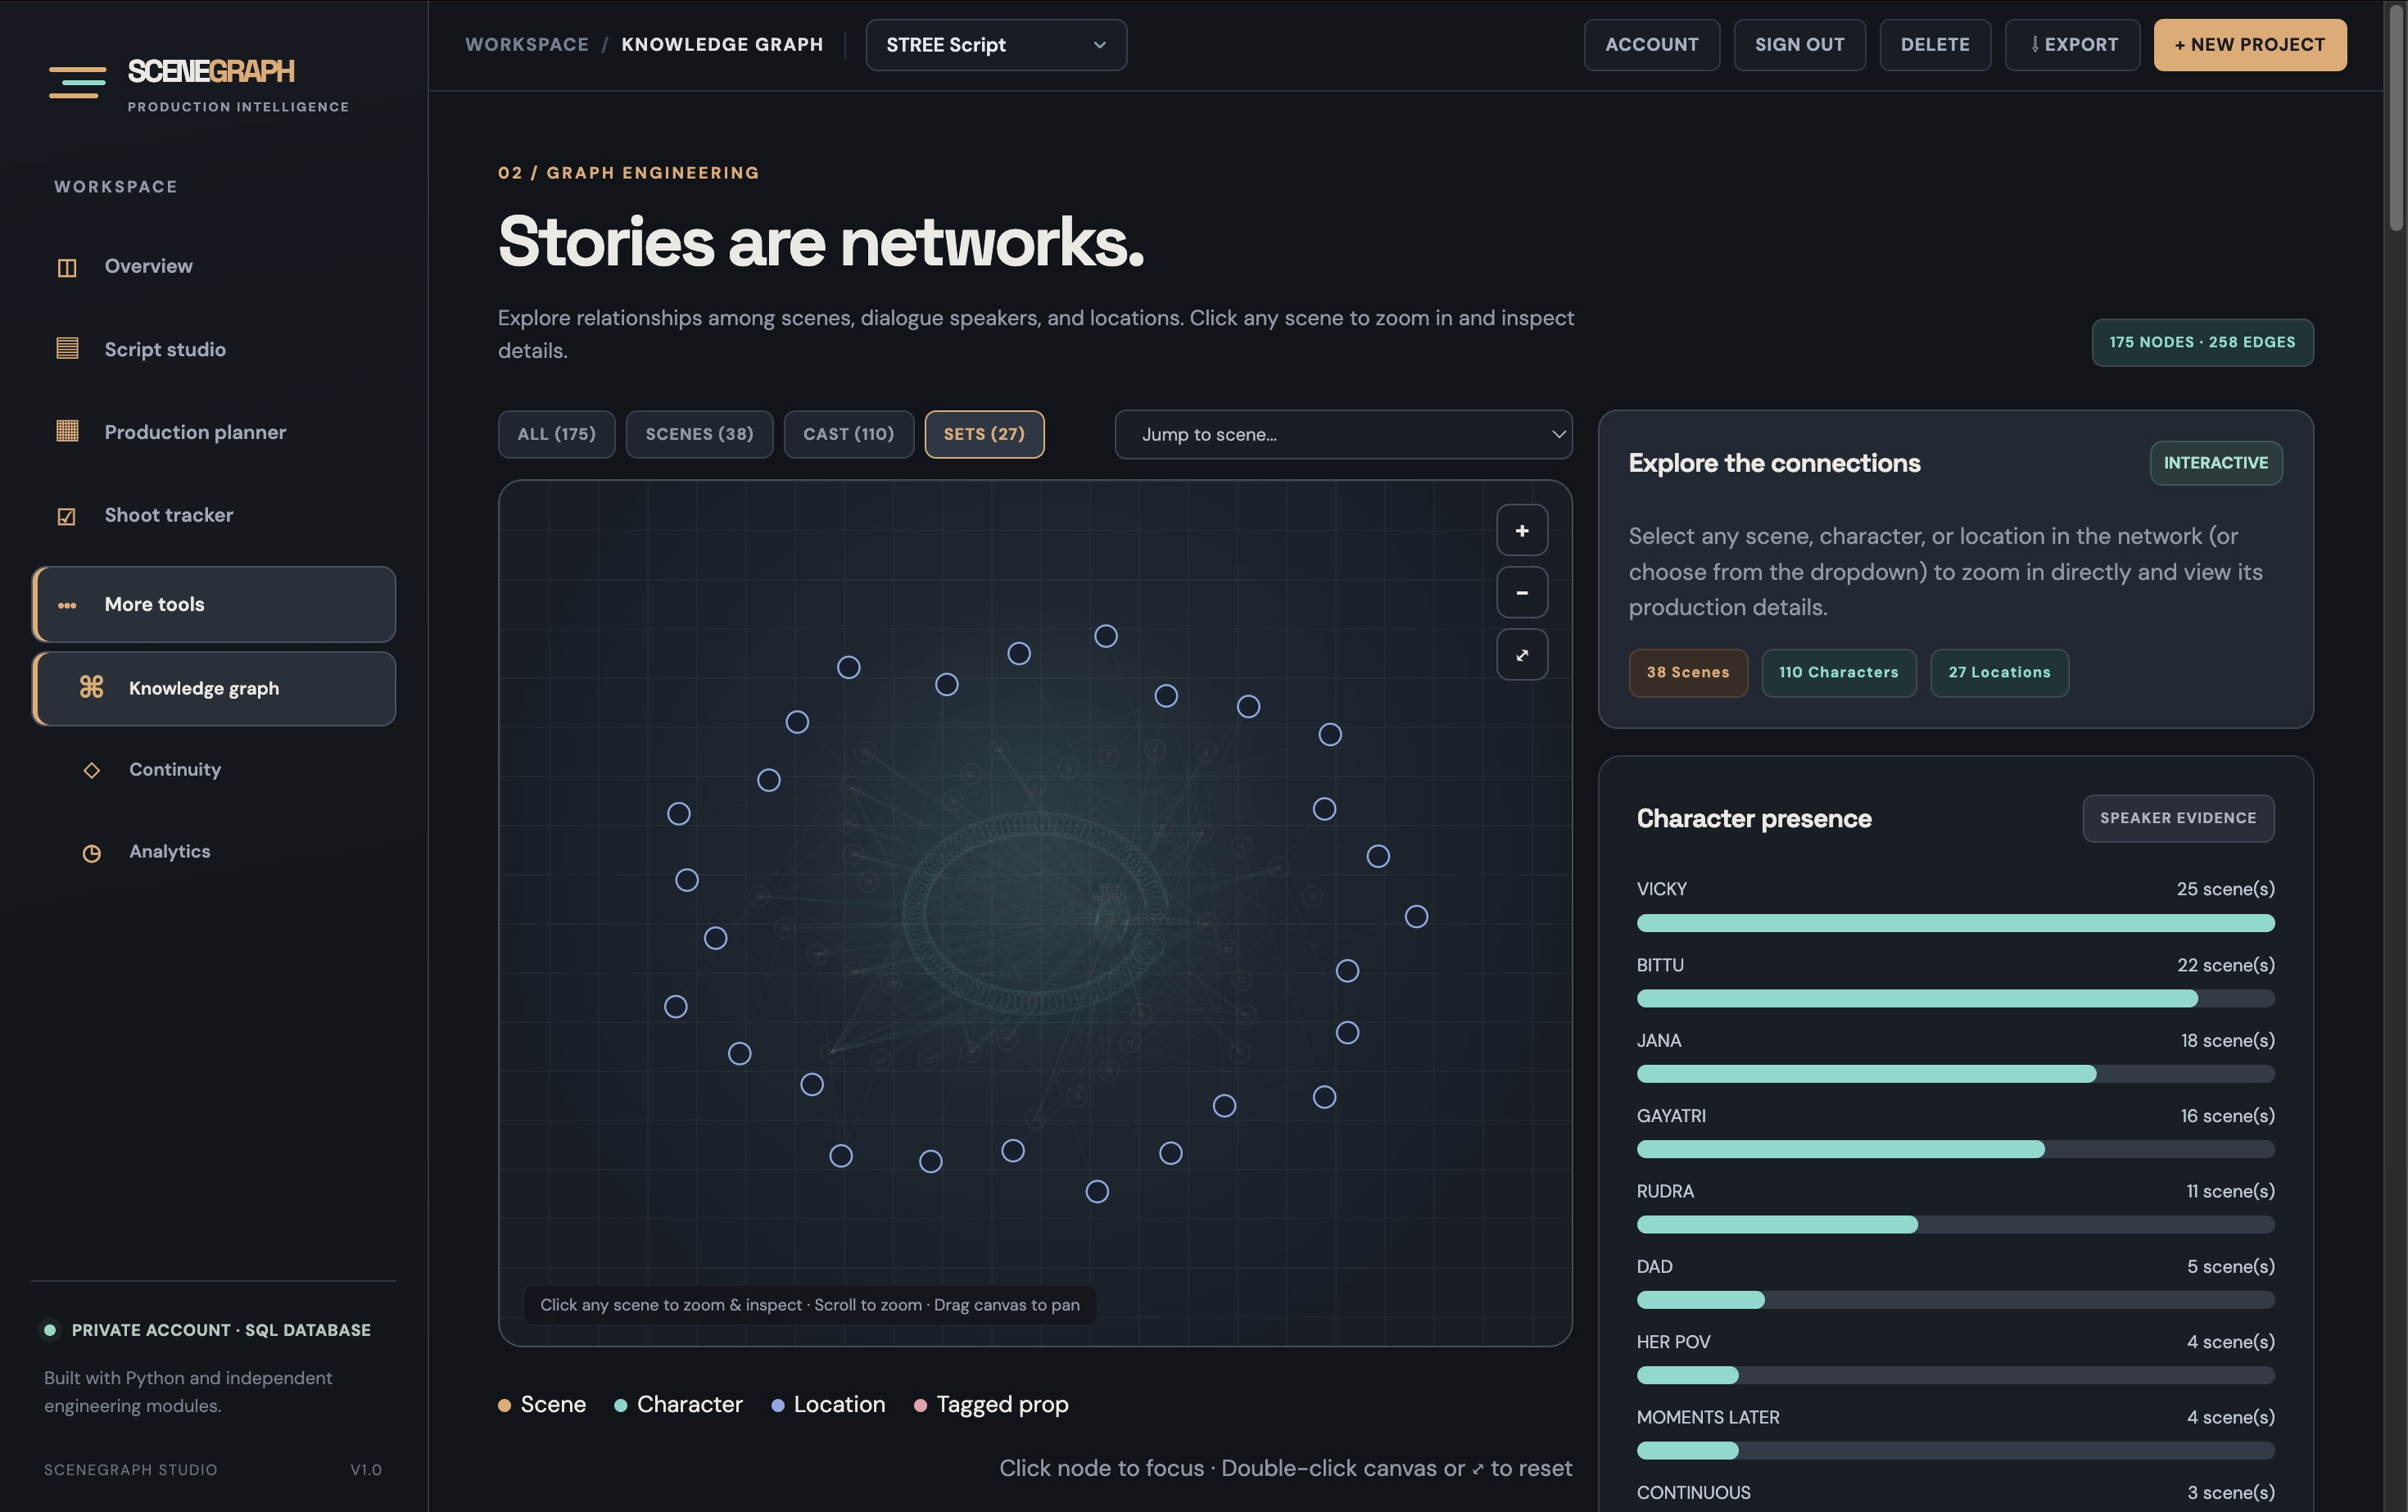 SCENEGRAPH
PRODUCTION INTELLIGENCE
WORKSPACE
Overview
Script studio
Production planner
Shoot tracker
More tools
Knowledge graph
Continuity
Analytics
PRIVATE ACCOUNT · SQL DATABASE
Built with Python and independent
engineering modules.
SCENEGRAPH STUDIO V1.0
WORKSPACE / KNOWLEDGE GRAPH
STREE Script
ACCOUNT
SIGN OUT
DELETE
EXPORT
+ NEW PROJECT
02 / GRAPH ENGINEERING
Stories are networks.
Explore relationships among scenes, dialogue speakers, and locations. Click any scene to zoom in and inspect
details.
175 NODES · 258 EDGES
ALL (175)
SCENES (38)
CAST (110)
SETS (27)
Jump to scene...
+
−
Click any scene to zoom & inspect · Scroll to zoom · Drag canvas to pan
Scene
Character
Location
Tagged prop
Click node to focus · Double-click canvas or ⤢ to reset
Explore the connections
INTERACTIVE
Select any scene, character, or location in the network (or
choose from the dropdown) to zoom in directly and view its
production details.
38 Scenes
110 Characters
27 Locations
Character presence
SPEAKER EVIDENCE
VICKY 25 scene(s)
BITTU 22 scene(s)
JANA 18 scene(s)
GAYATRI 16 scene(s)
RUDRA 11 scene(s)
DAD 5 scene(s)
HER POV 4 scene(s)
MOMENTS LATER 4 scene(s)
CONTINUOUS 3 scene(s)